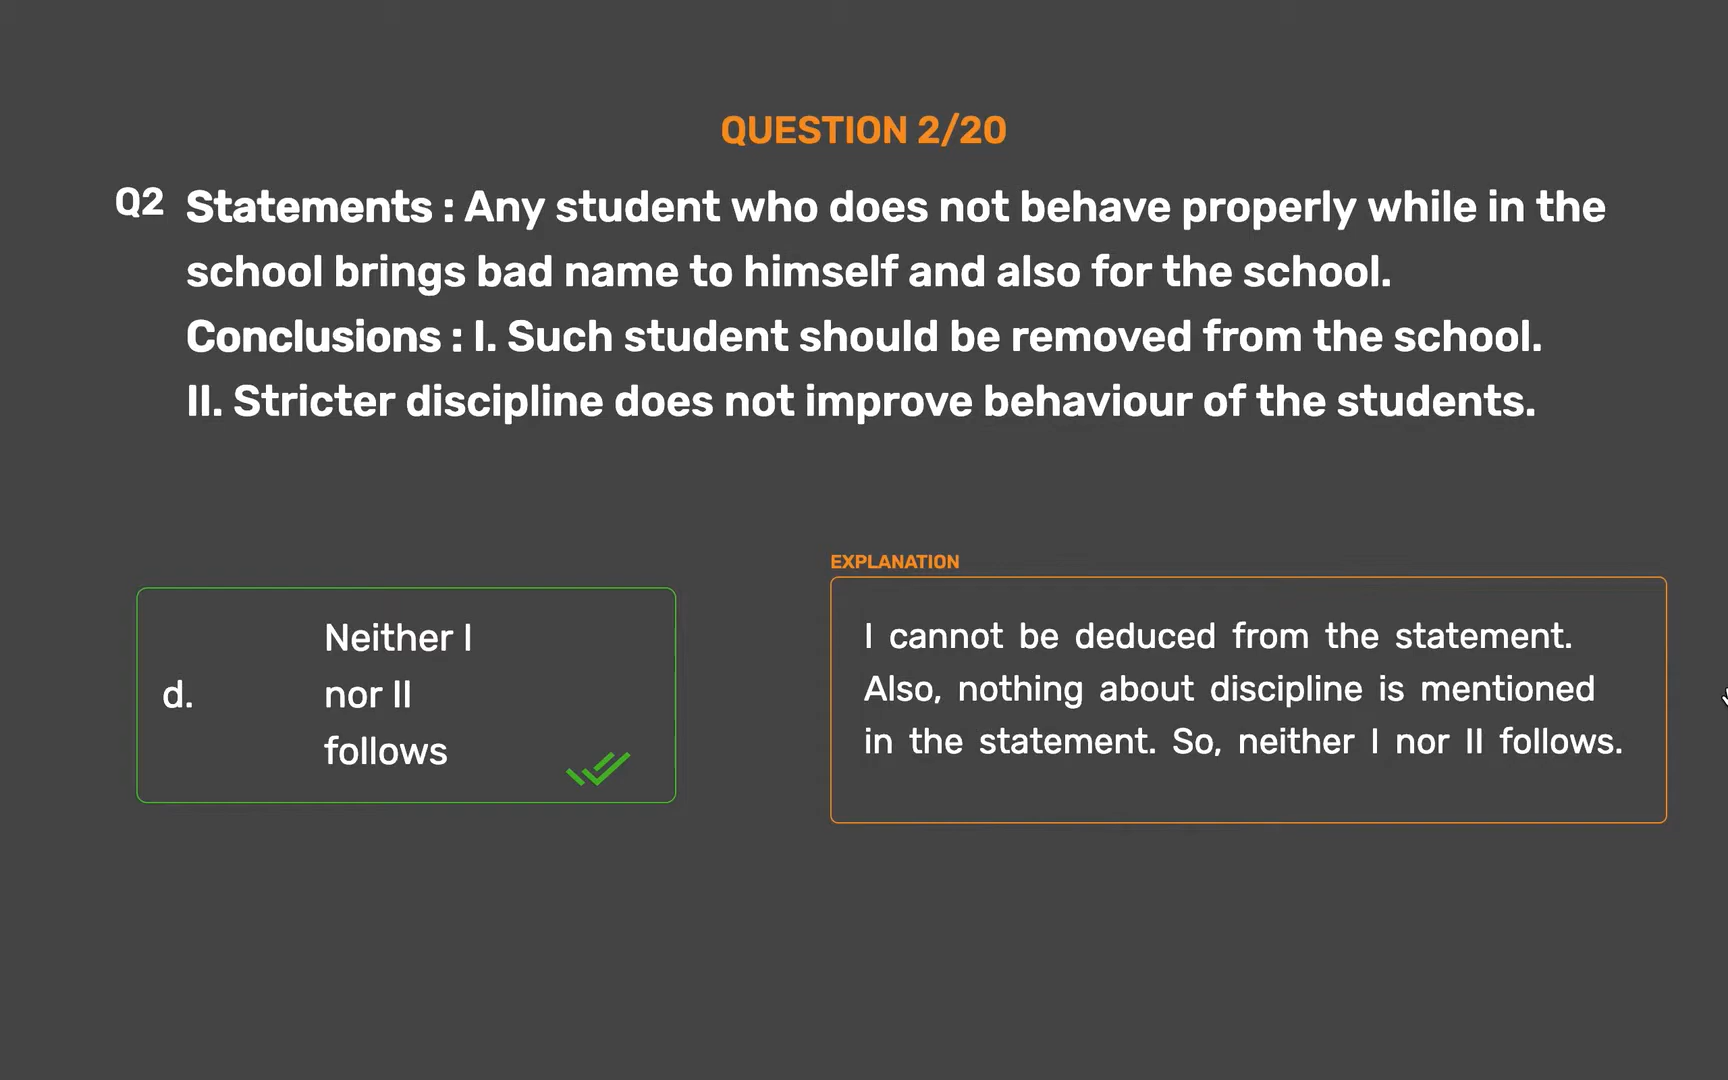 QUESTION 2/20
Q2 Statements : Any student who does not behave properly while in the
school brings bad name to himself and also for the school.
Conclusions : I. Such student should be removed from the school.
II. Stricter discipline does not improve behaviour of the students.
d. Neither I
nor II
follows
EXPLANATION
I cannot be deduced from the statement.
Also, nothing about discipline is mentioned
in the statement. So, neither I nor II follows.